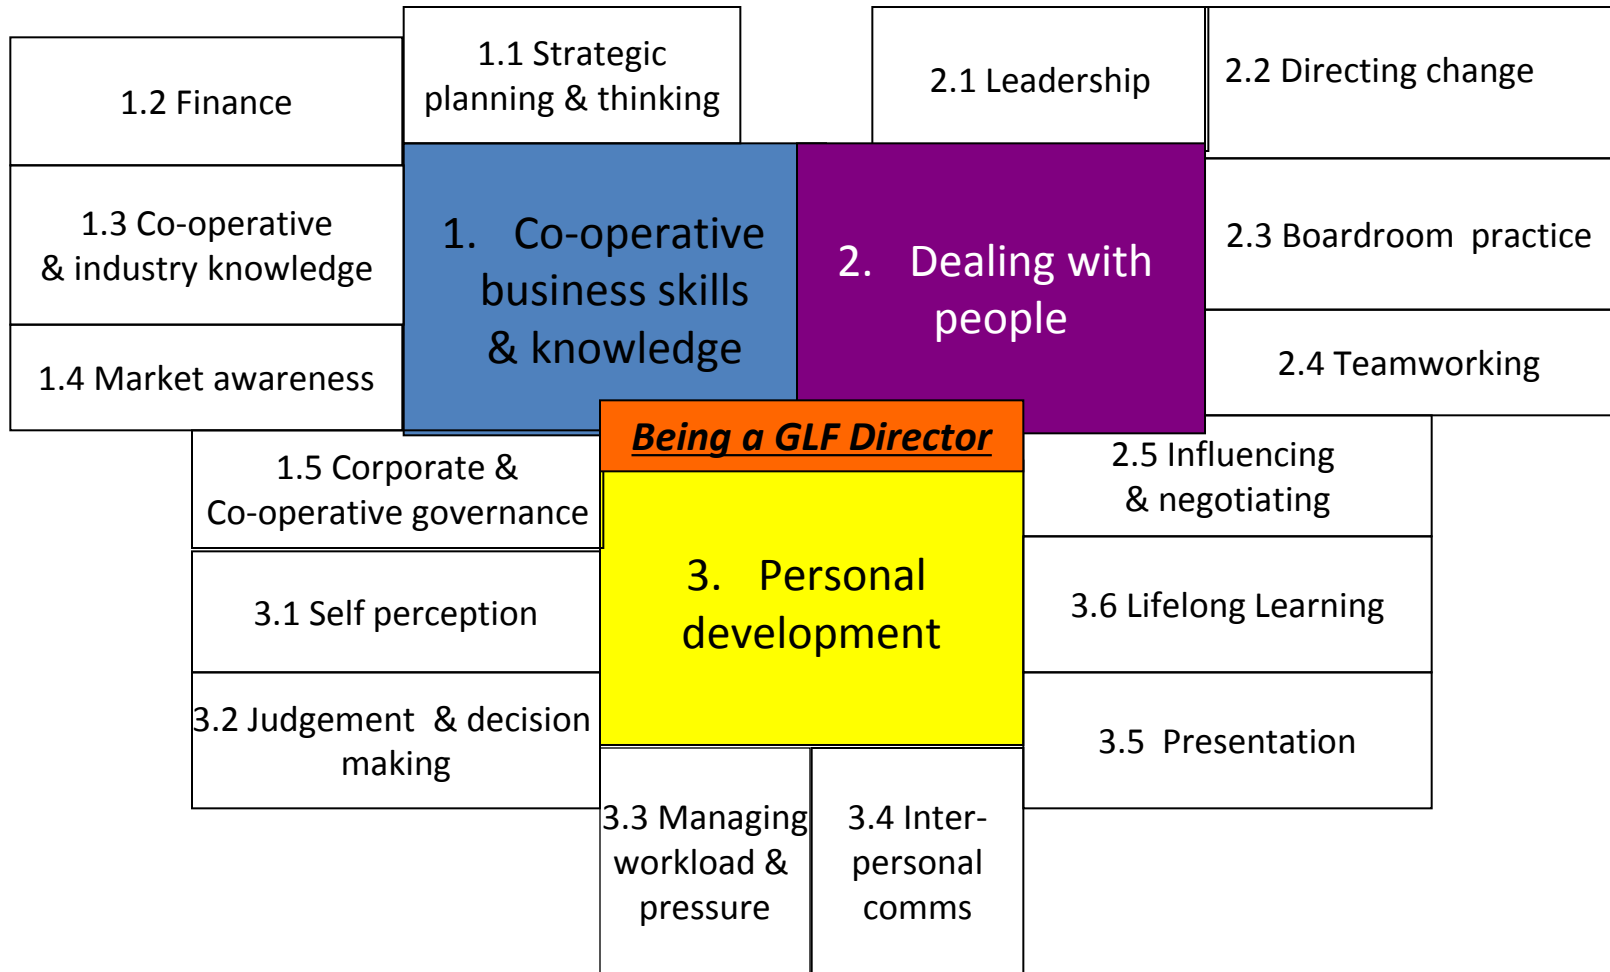 1.1 Strategic
planning & thinking
1.2 Finance
1.3 Co-operative
& industry knowledge
1.4 Market awareness
1.5 Corporate &
Co-operative governance
1. Co-operative
business skills
& knowledge
2.1 Leadership
2.2 Directing change
2.3 Boardroom practice
2.4 Teamworking
2.5 Influencing
& negotiating
2. Dealing with
people
Being a GLF Director
3. Personal
development
3.1 Self perception
3.2 Judgement & decision
making
3.3 Managing
workload &
pressure
3.4 Inter-
personal
comms
3.5 Presentation
3.6 Lifelong Learning